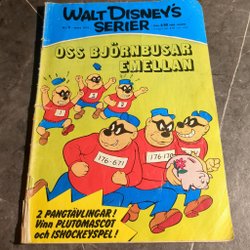 WALT DISNEY'S
SERIER
OSS BJÖRNBUSAR
EMELLAN
176-671
176-176
2 PANGTÄVLINGAR!
Vinn PLUTOMASCOT
och ISHOCKEYSPEL!